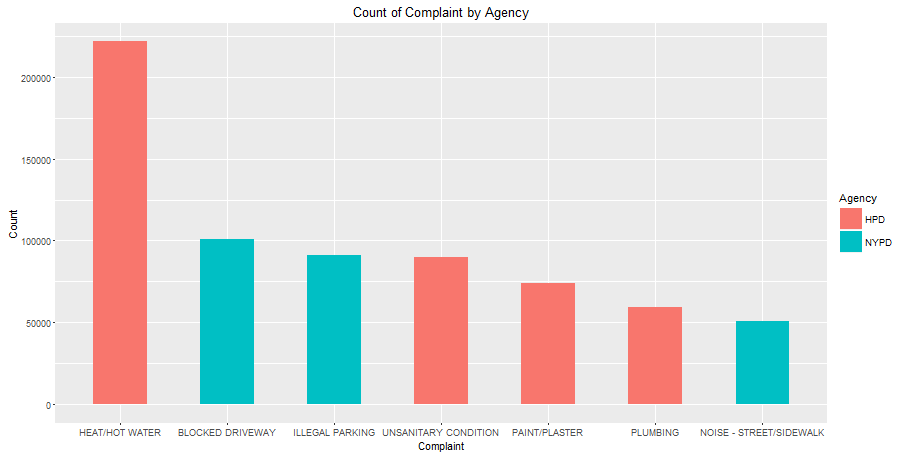 Count of Complaint by Agency
Count
200000
150000
100000
50000
0
HEAT/HOT WATER BLOCKED DRIVEWAY ILLEGAL PARKING UNSANITARY CONDITION PAINT/PLASTER PLUMBING NOISE - STREET/SIDEWALK
Complaint
Agency
HPD
NYPD